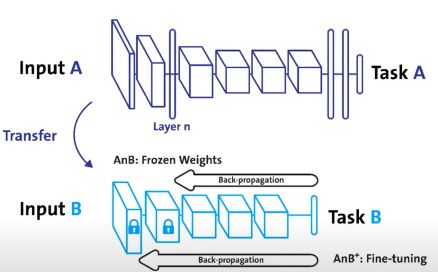 Input A
Task A
Layer n
Transfer
AnB: Frozen Weights
Back-propagation
Input B
Task B
Back-propagation
AnB⁺: Fine-tuning